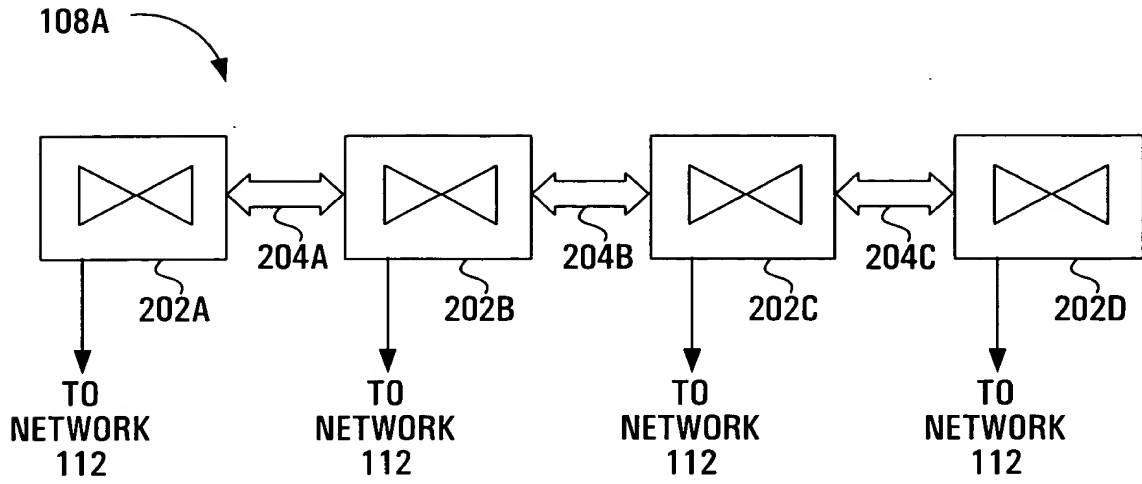 108A
204A
204B
204C
202A
202B
202C
202D
TO
NETWORK
112
TO
NETWORK
112
TO
NETWORK
112
TO
NETWORK
112